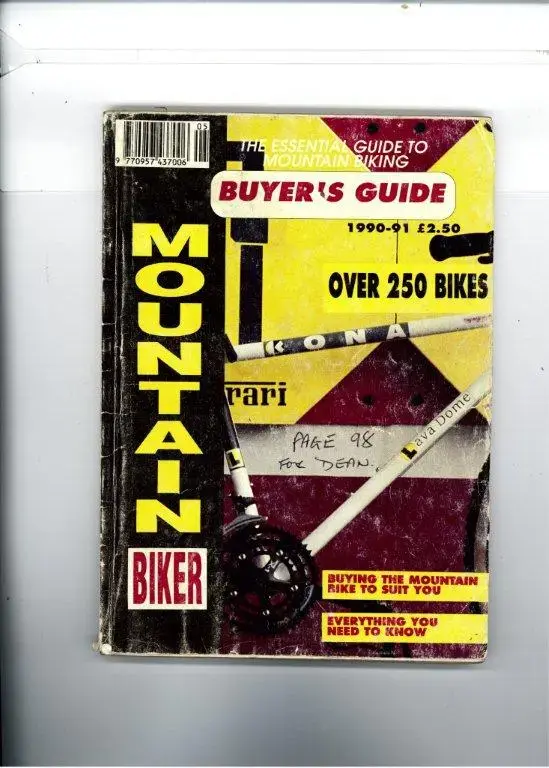 05
9 770957 437006
THE ESSENTIAL GUIDE TO
MOUNTAIN BIKING
BUYER'S GUIDE
1990-91 £2.50
OVER 250 BIKES
MOUNTAIN
BIKER
KONA
rari
Lava Dome
PAGE 98
FOR DEAN.
L
BUYING THE MOUNTAIN
BIKE TO SUIT YOU
EVERYTHING YOU
NEED TO KNOW